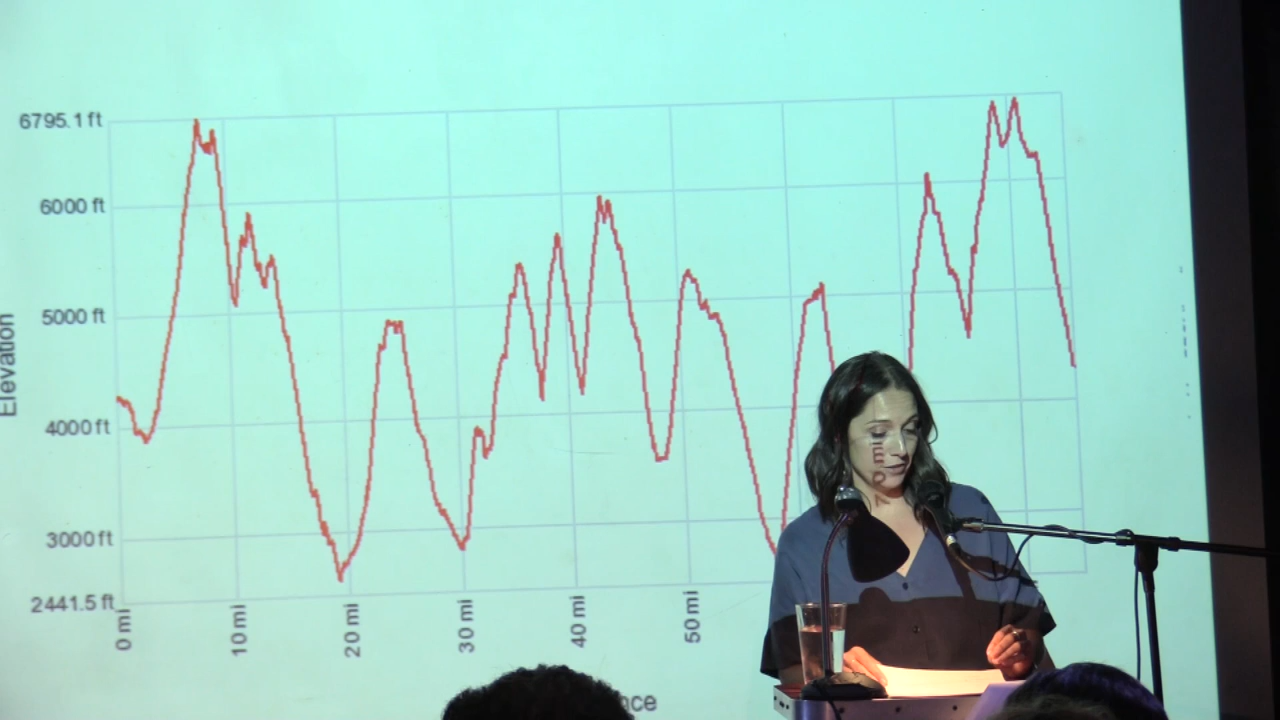 6795.1 ft
6000 ft
5000 ft
4000 ft
3000 ft
2441.5 ft
Elevation
0 mi
10 mi
20 mi
30 mi
40 mi
50 mi
nce